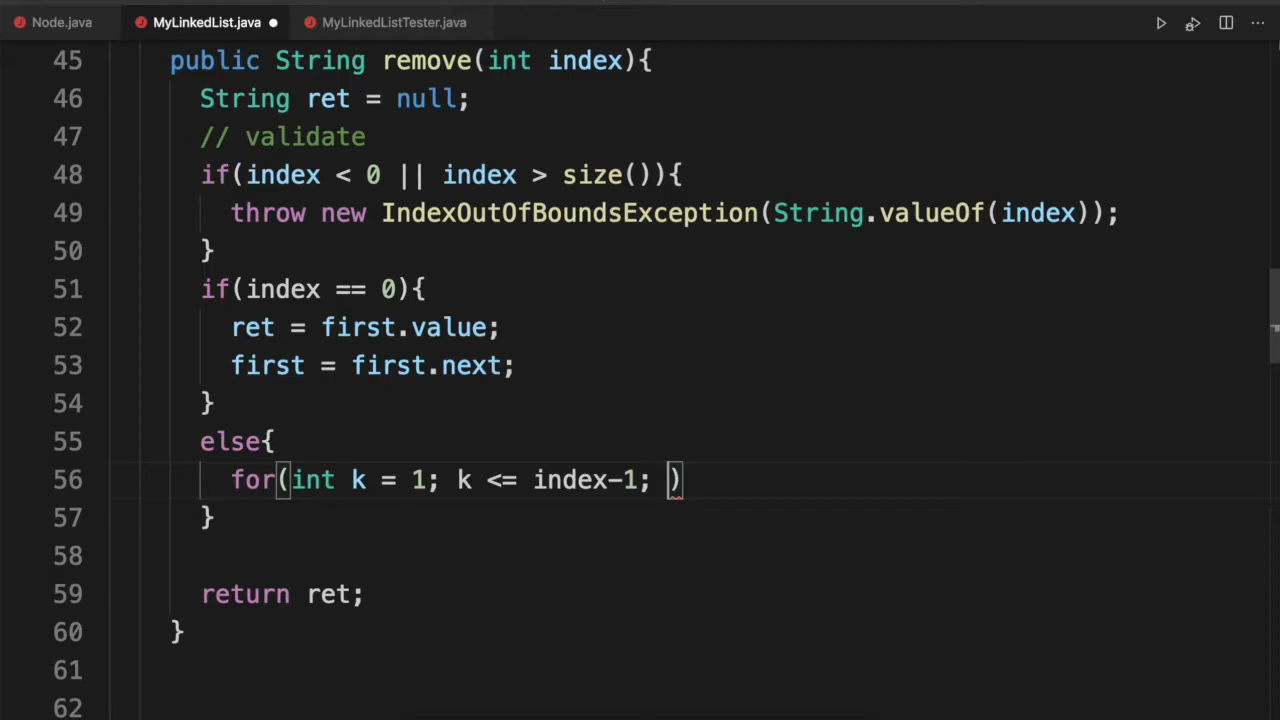 Node.java MyLinkedList.java MyLinkedListTester.java
45 public String remove(int index){
46 String ret = null;
47 // validate
48 if(index < 0 || index > size()){
49 throw new IndexOutOfBoundsException(String.valueOf(index));
50 }
51 if(index == 0){
52 ret = first.value;
53 first = first.next;
54 }
55 else{
56 for(int k = 1; k <= index-1; )
57 }
58
59 return ret;
60 }
61
62